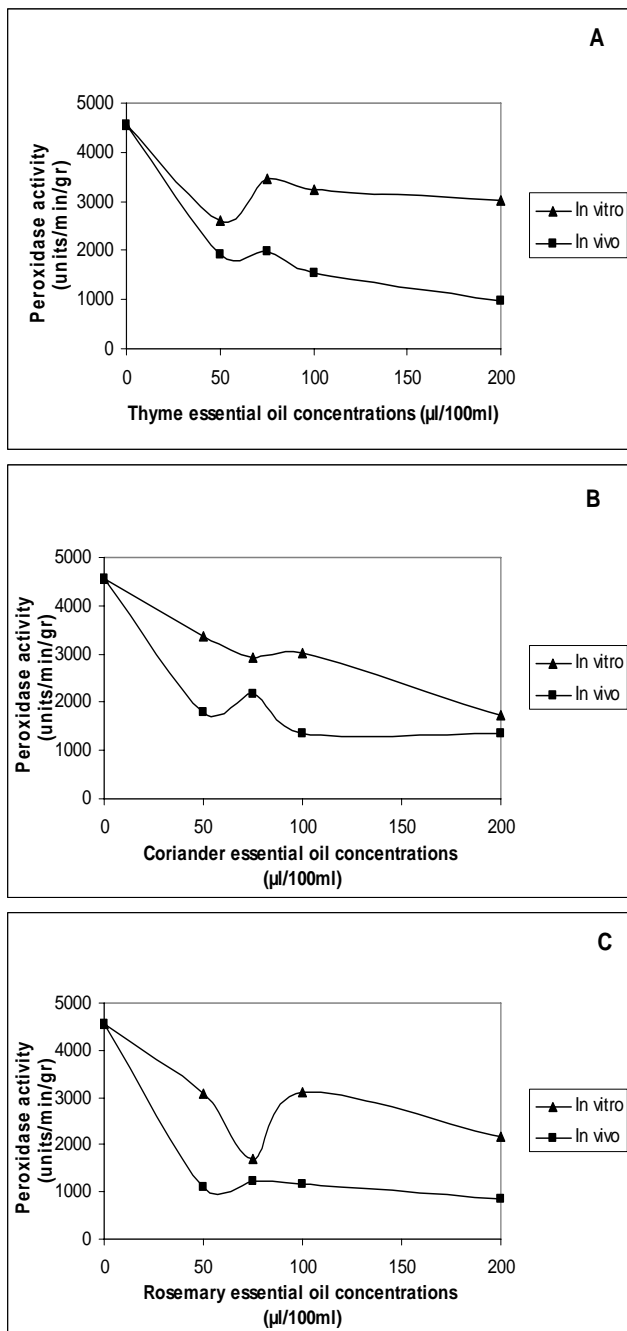 A
Peroxidase activity
(units/min/gr)
5000
4000
3000
2000
1000
0
0 50 100 150 200
Thyme essential oil concentrations (µl/100ml)
In vitro
In vivo
B
Peroxidase activity
(units/min/gr)
5000
4000
3000
2000
1000
0
0 50 100 150 200
Coriander essential oil concentrations
(µl/100ml)
In vitro
In vivo
C
Peroxidase activity
(units/min/gr)
5000
4000
3000
2000
1000
0
0 50 100 150 200
Rosemary essential oil concentrations
(µl/100ml)
In vitro
In vivo